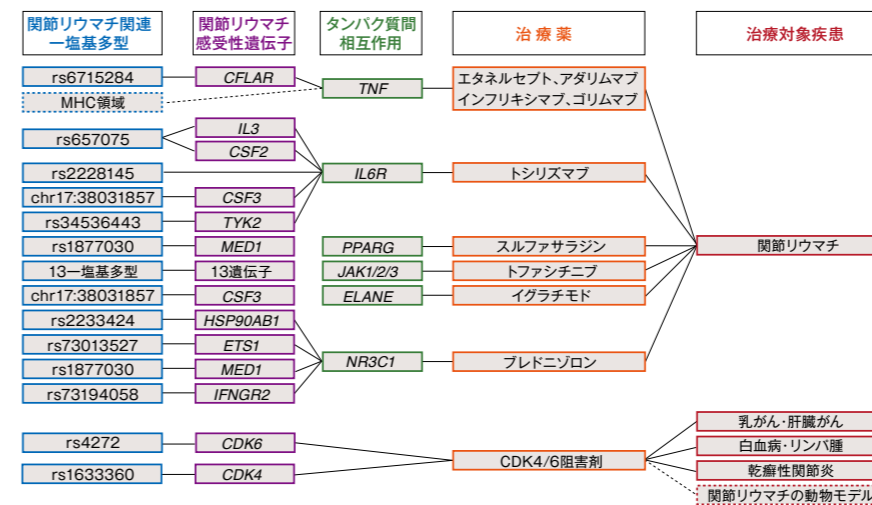 関節リウマチ関連
一塩基多型
関節リウマチ
感受性遺伝子
タンパク質間
相互作用
治療薬
治療対象疾患
rs6715284
CFLAR
MHC領域
TNF
エタネルセプト、アダリムマブ
インフリキシマブ、ゴリムマブ
rs657075
IL3
CSF2
rs2228145
IL6R
トシリズマブ
chr17:38031857
CSF3
rs34536443
TYK2
rs1877030
MED1
PPARG
スルファサラジン
関節リウマチ
13一塩基多型
13遺伝子
JAK1/2/3
トファシチニブ
chr17:38031857
CSF3
ELANE
イグラチモド
rs2233424
HSP90AB1
rs73013527
ETS1
NR3C1
プレドニゾロン
rs1877030
MED1
rs73194058
IFNGR2
rs4272
CDK6
rs1633360
CDK4
CDK4/6阻害剤
乳がん・肝臓がん
白血病・リンパ腫
乾癬性関節炎
関節リウマチの動物モデル